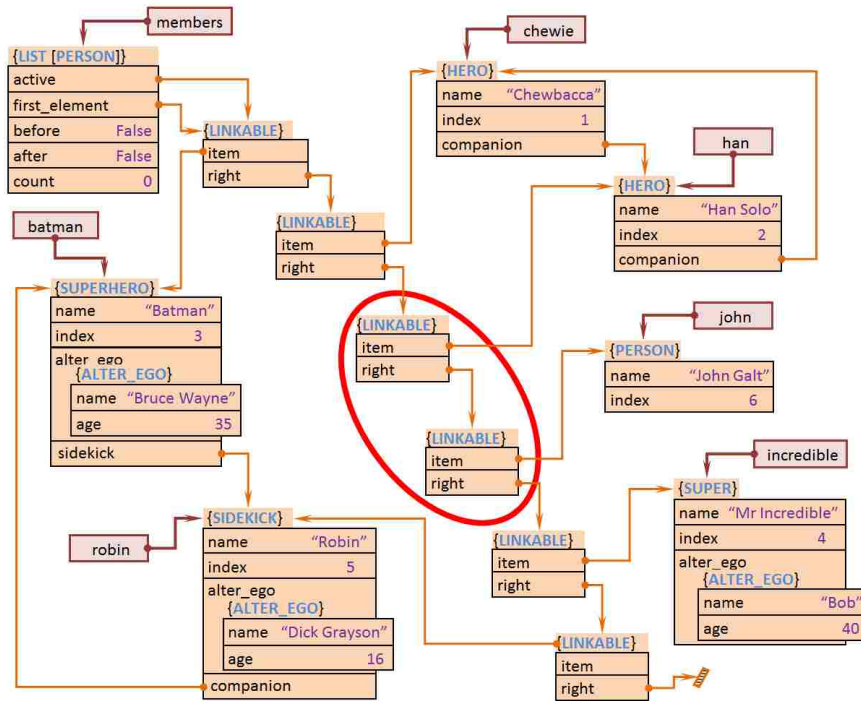 members
{LIST [PERSON]}
active
first_element
before False
after False
count 0
{LINKABLE}
item
right
{LINKABLE}
item
right
chewie
{HERO}
name “Chewbacca”
index 1
companion
han
{HERO}
name “Han Solo”
index 2
companion
batman
{SUPERHERO}
name “Batman”
index 3
alter_ego
{ALTER_EGO}
name “Bruce Wayne”
age 35
sidekick
{LINKABLE}
item
right
john
{PERSON}
name “John Galt”
index 6
{LINKABLE}
item
right
incredible
{SUPER}
name “Mr Incredible”
index 4
alter_ego
{ALTER_EGO}
name “Bob”
age 40
robin
{SIDEKICK}
name “Robin”
index 5
alter_ego
{ALTER_EGO}
name “Dick Grayson”
age 16
companion
{LINKABLE}
item
right
{LINKABLE}
item
right